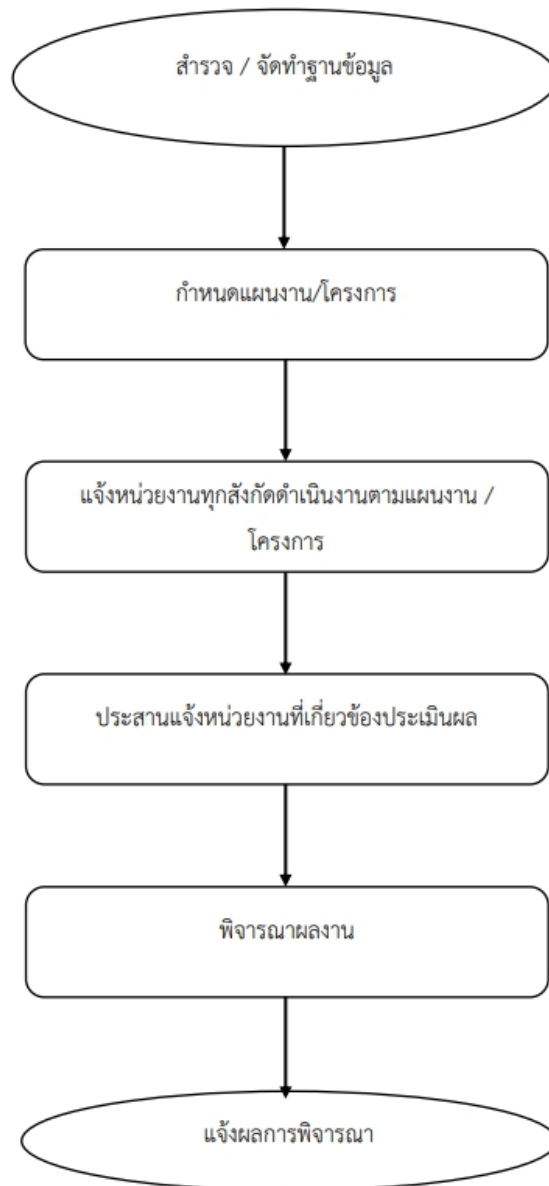 สำรวจ / จัดทำฐานข้อมูล
กำหนดแผนงาน/โครงการ
แจ้งหน่วยงานทุกสังกัดดำเนินงานตามแผนงาน /
โครงการ
ประสานแจ้งหน่วยงานที่เกี่ยวข้องประเมินผล
พิจารณาผลงาน
แจ้งผลการพิจารณา